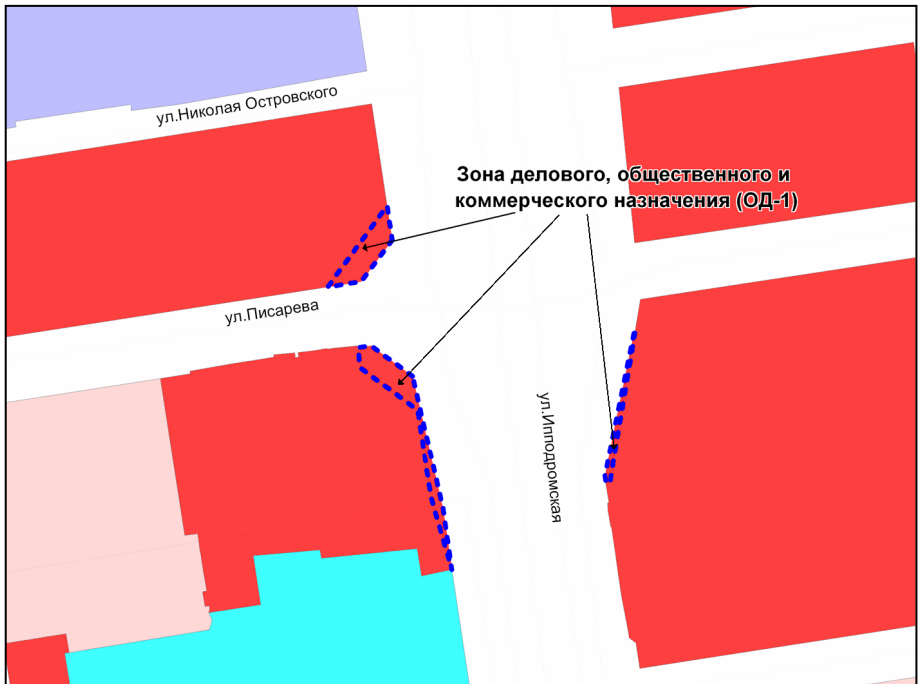 ул.Николая Островского
Зона делового, общественного и
коммерческого назначения (ОД-1)
ул.Писарева
ул.Ипподромская